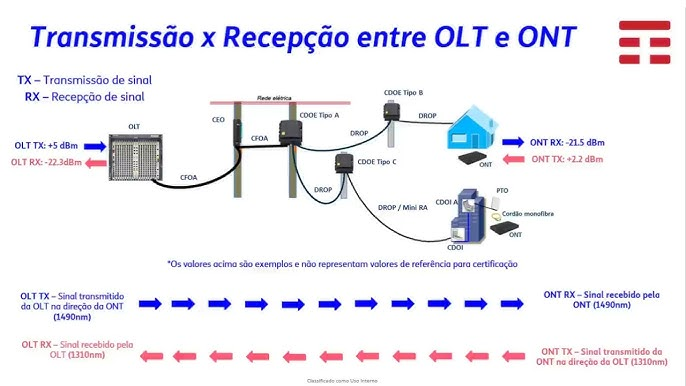 Transmissão x Recepção entre OLT e ONT
TX – Transmissão de sinal
RX – Recepção de sinal
Rede elétrica
CDOE Tipo B
CEO
CDOE Tipo A
DROP
OLT
CFOA
OLT TX: +5 dBm
OLT RX: -22.3dBm
DROP
ONT RX: -21.5 dBm
ONT TX: +2.2 dBm
ONT
CDOE Tipo C
CFOA
DROP
DROP / Mini RA
CDOI A
PTO
Cordão monofibra
ONT
CDOI
*Os valores acima são exemplos e não representam valores de referência para certificação
OLT TX – Sinal transmitido
da OLT na direção da ONT
(1490nm)
ONT RX – Sinal recebido pela
ONT (1490nm)
OLT RX – Sinal recebido pela
OLT (1310nm)
ONT TX – Sinal transmitido da
ONT na direção da OLT (1310nm)
Classificado como Uso Interno